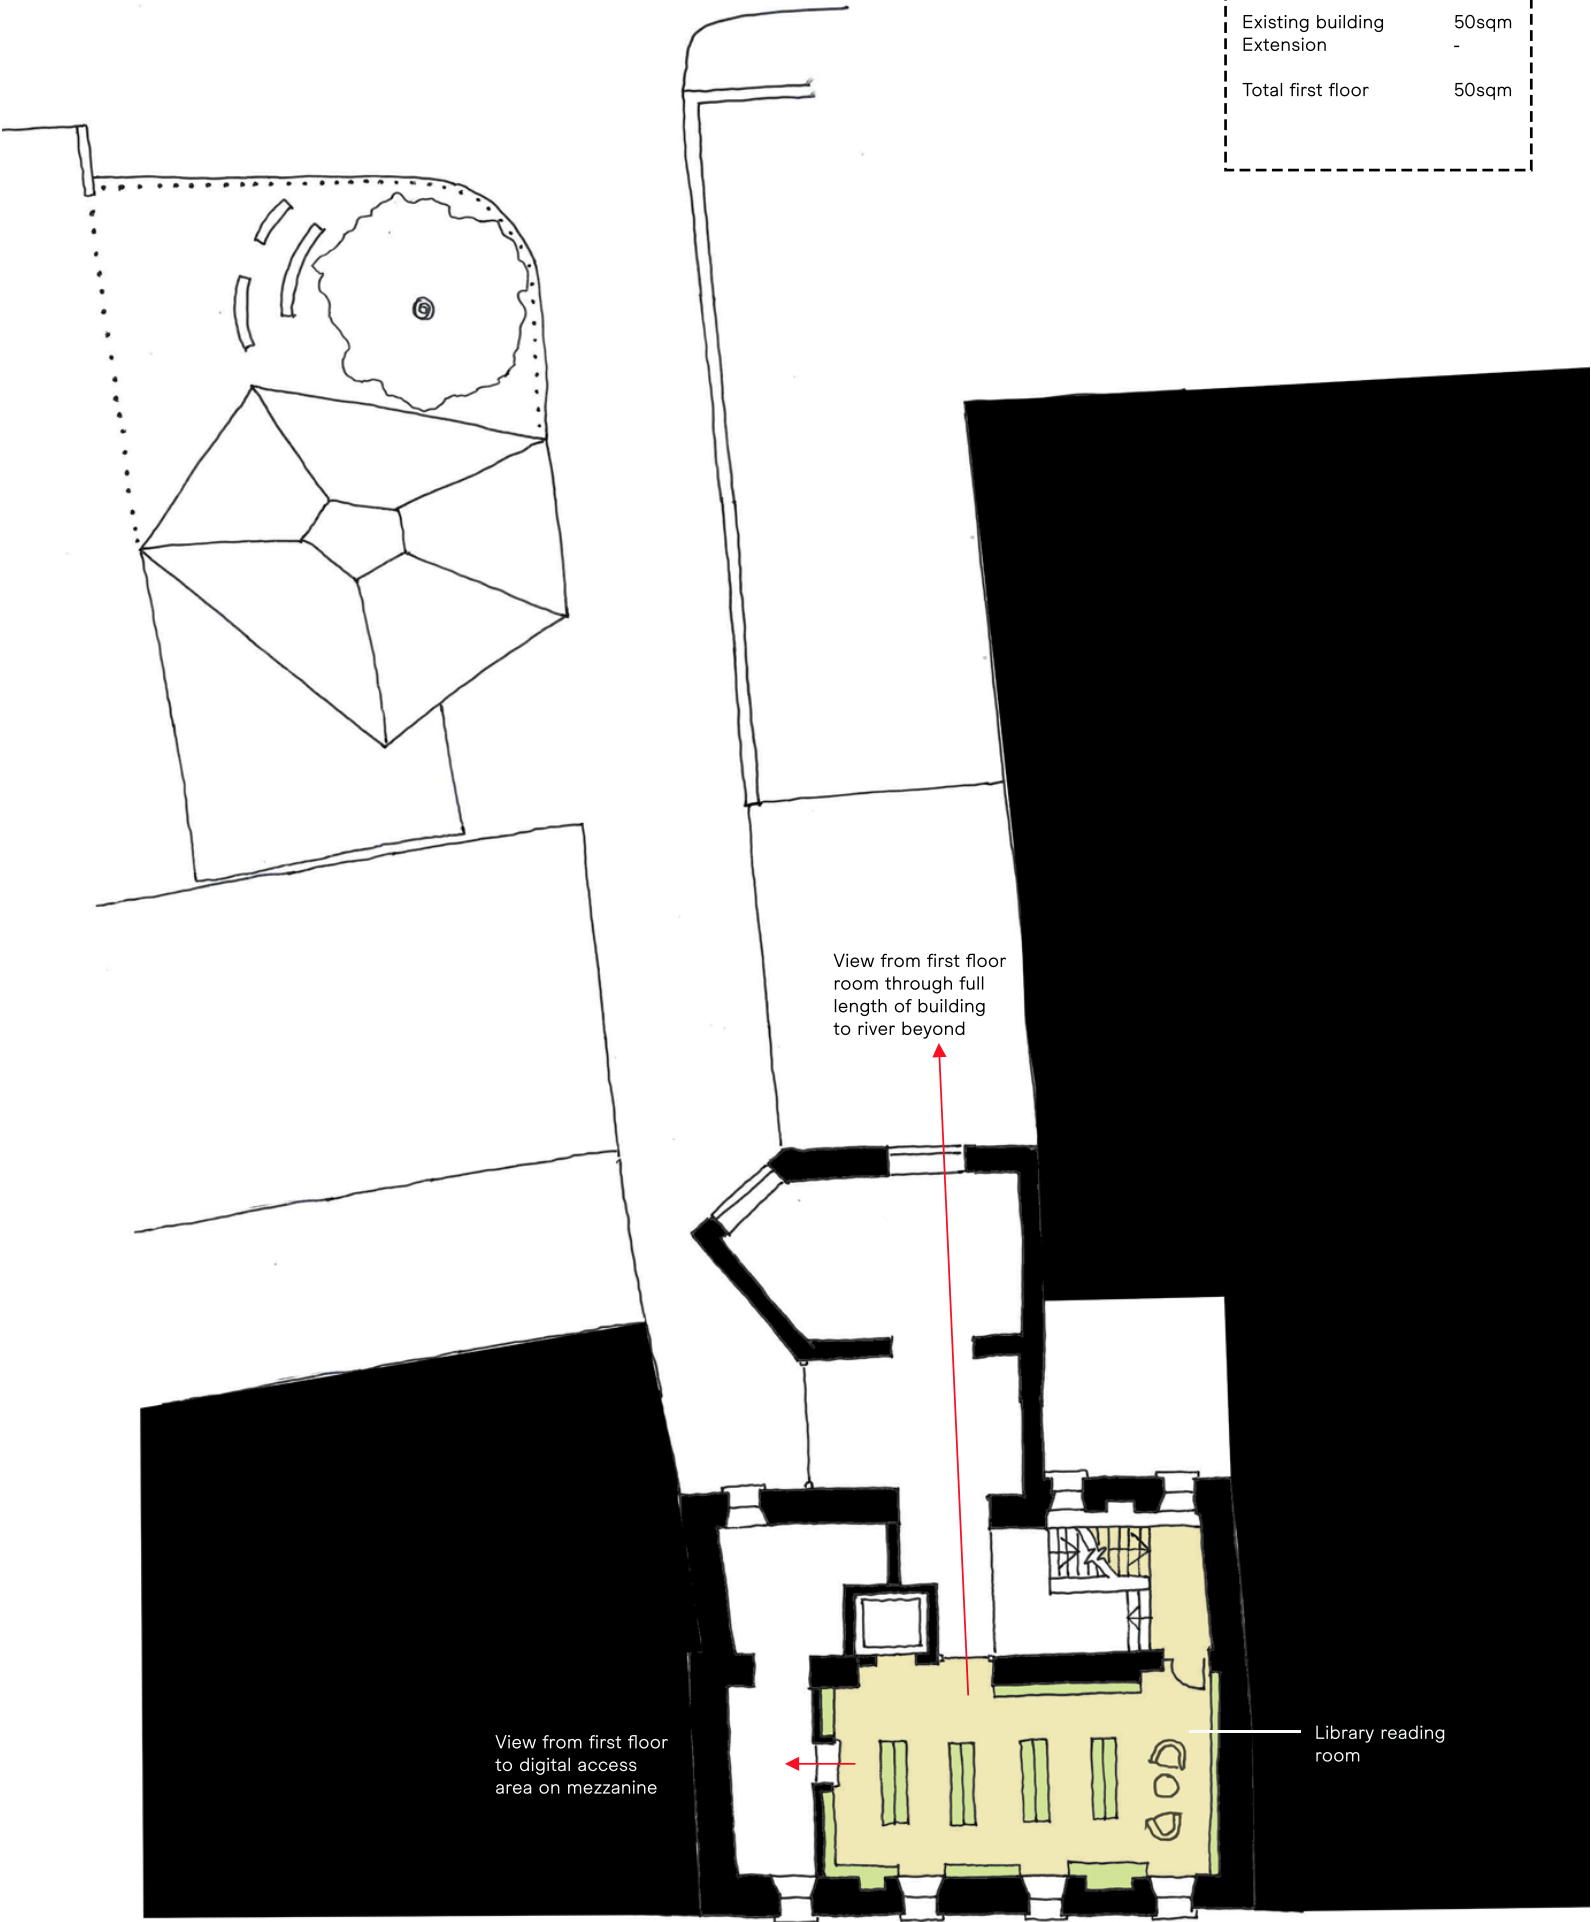 Existing building 50sqm
Extension -
Total first floor 50sqm
View from first floor
room through full
length of building
to river beyond
View from first floor
to digital access
area on mezzanine
Library reading
room